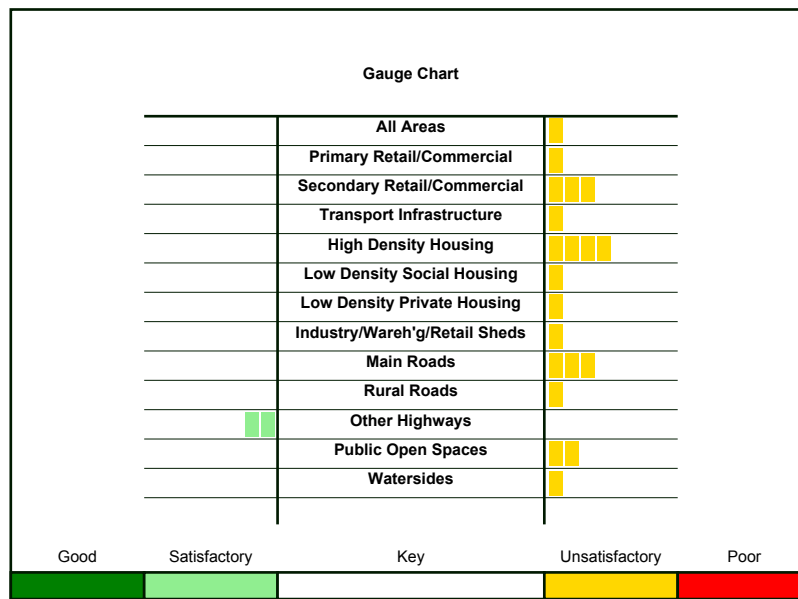 Gauge Chart
All Areas
Primary Retail/Commercial
Secondary Retail/Commercial
Transport Infrastructure
High Density Housing
Low Density Social Housing
Low Density Private Housing
Industry/Wareh'g/Retail Sheds
Main Roads
Rural Roads
Other Highways
Public Open Spaces
Watersides
Good Satisfactory Key Unsatisfactory Poor